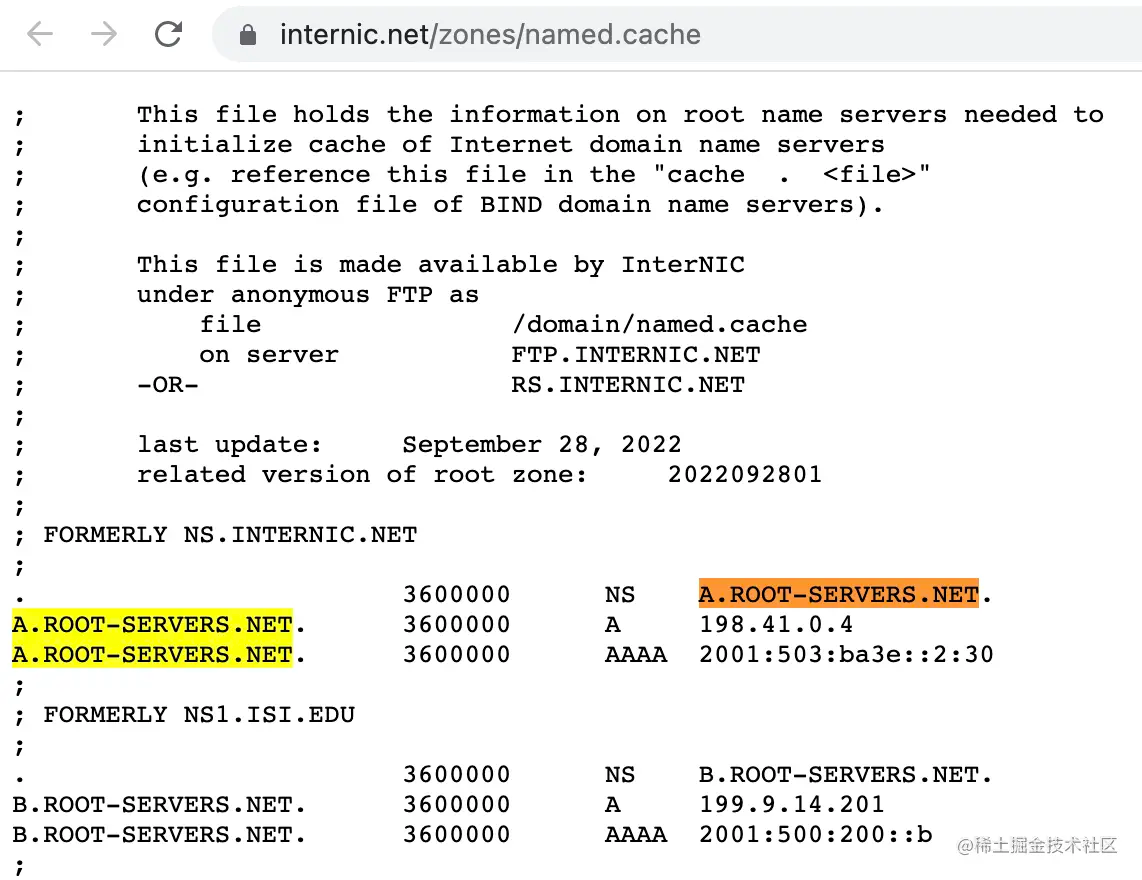 internic.net/zones/named.cache
; This file holds the information on root name servers needed to
; initialize cache of Internet domain name servers
; (e.g. reference this file in the "cache . <file>"
; configuration file of BIND domain name servers).
;
; This file is made available by InterNIC
; under anonymous FTP as
; file /domain/named.cache
; on server FTP.INTERNIC.NET
; -OR- RS.INTERNIC.NET
;
; last update: September 28, 2022
; related version of root zone: 2022092801
;
; FORMERLY NS.INTERNIC.NET
;
. 3600000 NS A.ROOT-SERVERS.NET.
A.ROOT-SERVERS.NET. 3600000 A 198.41.0.4
A.ROOT-SERVERS.NET. 3600000 AAAA 2001:503:ba3e::2:30
;
; FORMERLY NS1.ISI.EDU
;
. 3600000 NS B.ROOT-SERVERS.NET.
B.ROOT-SERVERS.NET. 3600000 A 199.9.14.201
B.ROOT-SERVERS.NET. 3600000 AAAA 2001:500:200::b
;
@稀土掘金技术社区